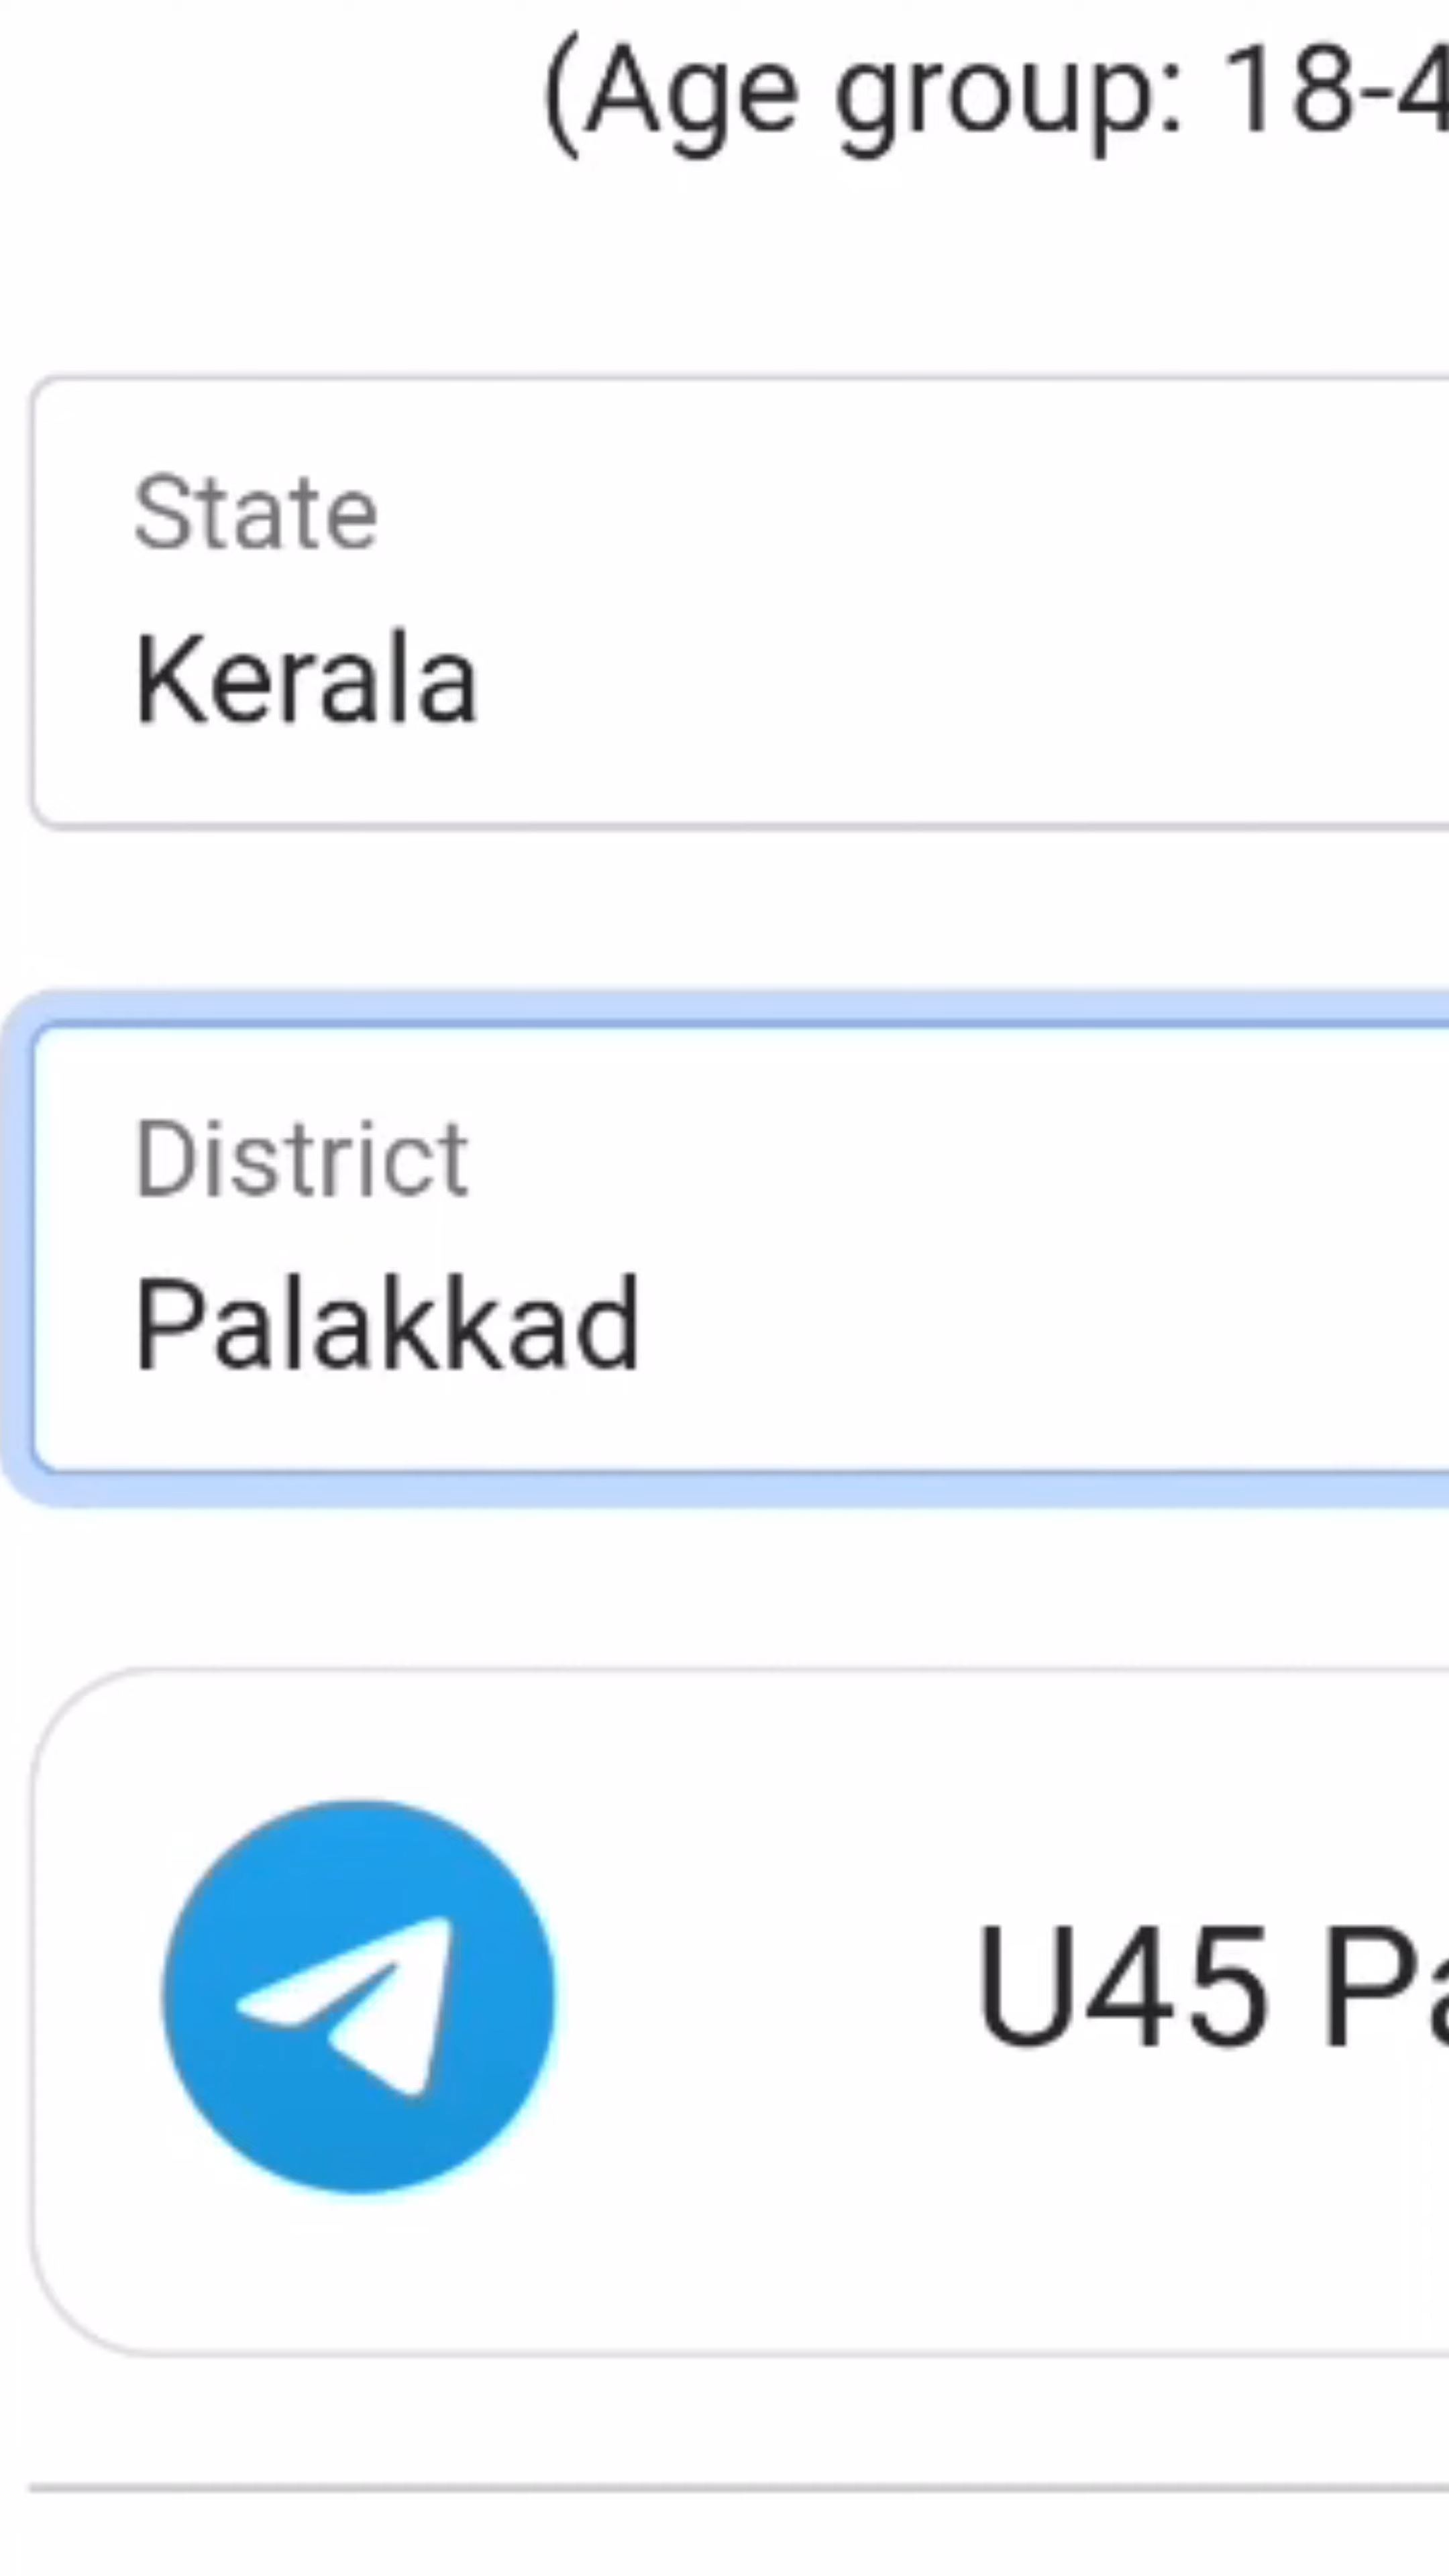 (Age group: 18-4
State
Kerala
District
Palakkad
U45 Pa